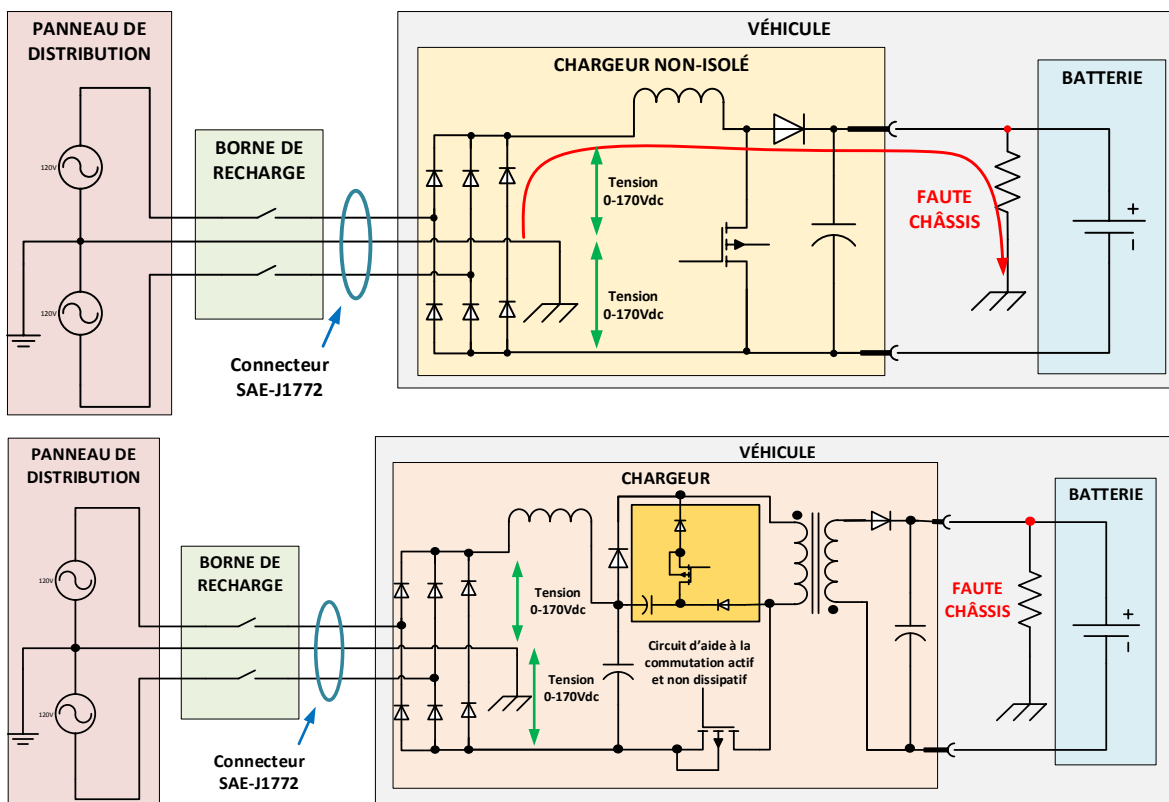 PANNEAU DE
DISTRIBUTION
120V
120V
BORNE DE
RECHARGE
Connecteur
SAE-J1772
VÉHICULE
CHARGEUR NON-ISOLÉ
Tension
0-170Vdc
Tension
0-170Vdc
FAUTE
CHÂSSIS
BATTERIE
+
–
PANNEAU DE
DISTRIBUTION
120V
120V
BORNE DE
RECHARGE
Connecteur
SAE-J1772
VÉHICULE
CHARGEUR
Tension
0-170Vdc
Tension
0-170Vdc
Circuit d’aide à la
commutation actif
et non dissipatif
FAUTE
CHÂSSIS
BATTERIE
+
–